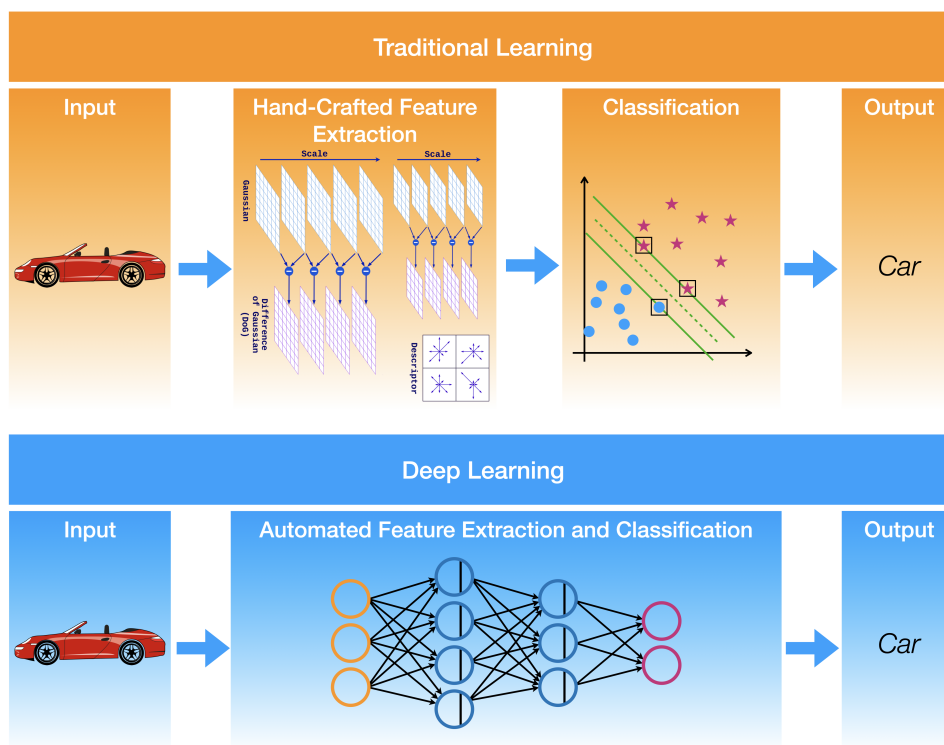 Traditional Learning
Input
Hand-Crafted Feature
Extraction
Classification
Output
Scale
Scale
Gaussian
Difference
of Gaussian
(DoG)
Descriptor
Car
Deep Learning
Input
Automated Feature Extraction and Classification
Output
Car